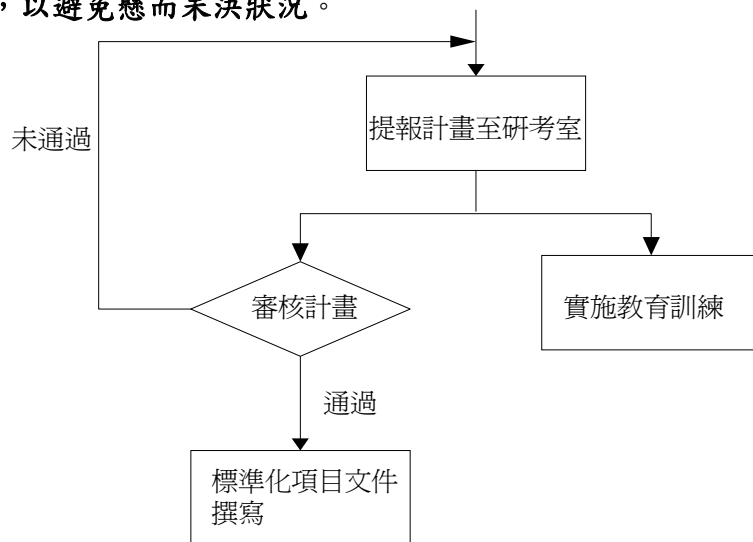 ，以避免懸而未決狀況。
提報計畫至研考室
未通過
審核計畫
實施教育訓練
通過
標準化項目文件
撰寫